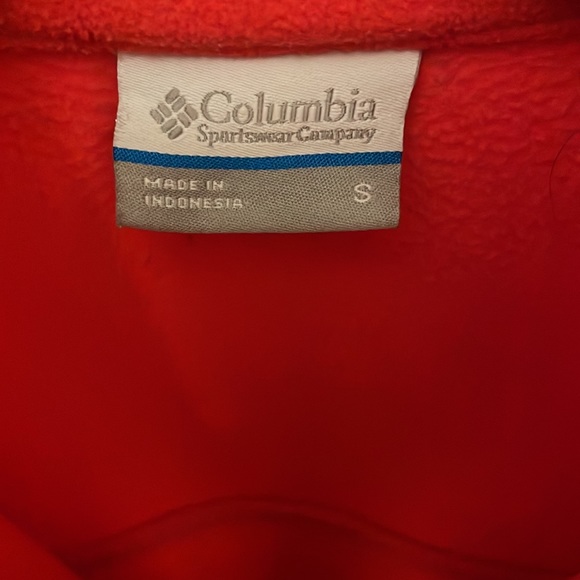 Columbia
Sportswear Company
MADE IN
INDONESIA
S